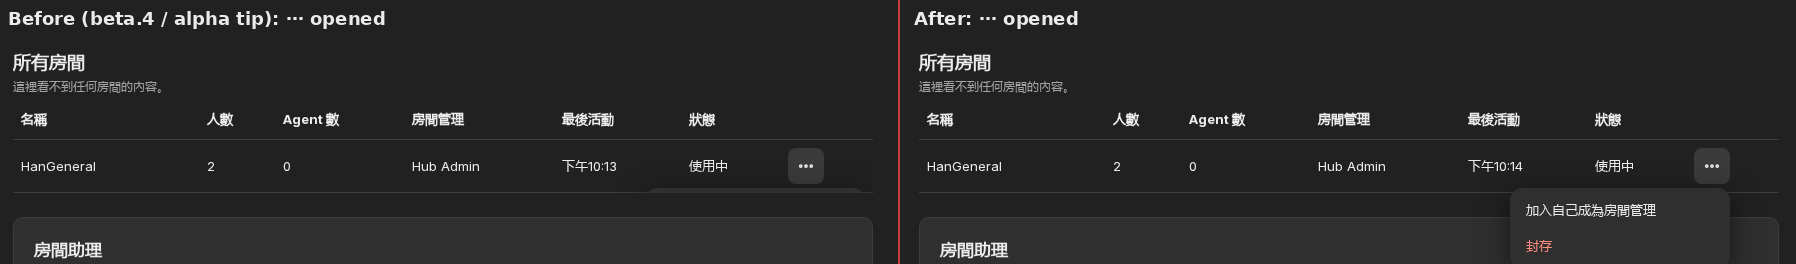 Before (beta.4 / alpha tip): ··· opened
所有房間
這裡看不到任何房間的內容。
名稱 人數 Agent 數 房間管理 最後活動 狀態
HanGeneral 2 0 Hub Admin 下午10:13 使用中 ···
房間助理
After: ··· opened
所有房間
這裡看不到任何房間的內容。
名稱 人數 Agent 數 房間管理 最後活動 狀態
HanGeneral 2 0 Hub Admin 下午10:14 使用中 ···
加入自己成為房間管理
封存
房間助理